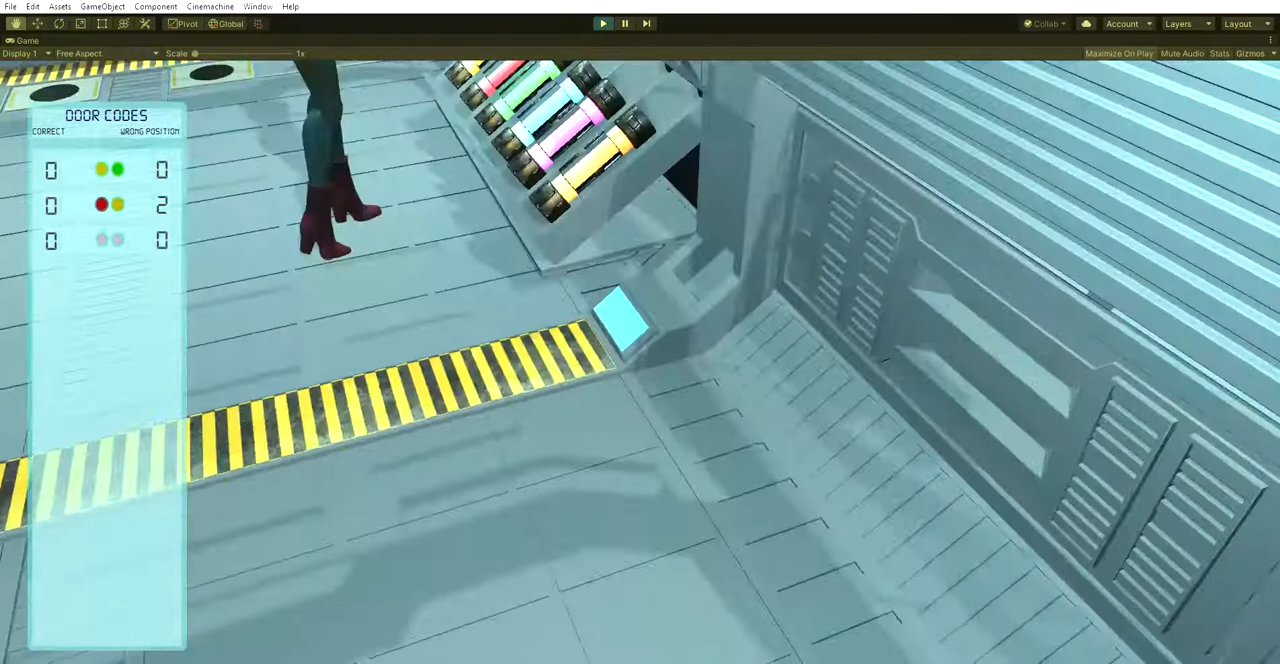 File Edit Assets GameObject Component Cinemachine Window Help
Pivot Global Collab Account Layers Layout
Game
Display 1 Free Aspect Scale 1x Maximize On Play Mute Audio Stats Gizmos
DOOR CODES
CORRECT WRONG POSITION
0 0
0 2
0 0